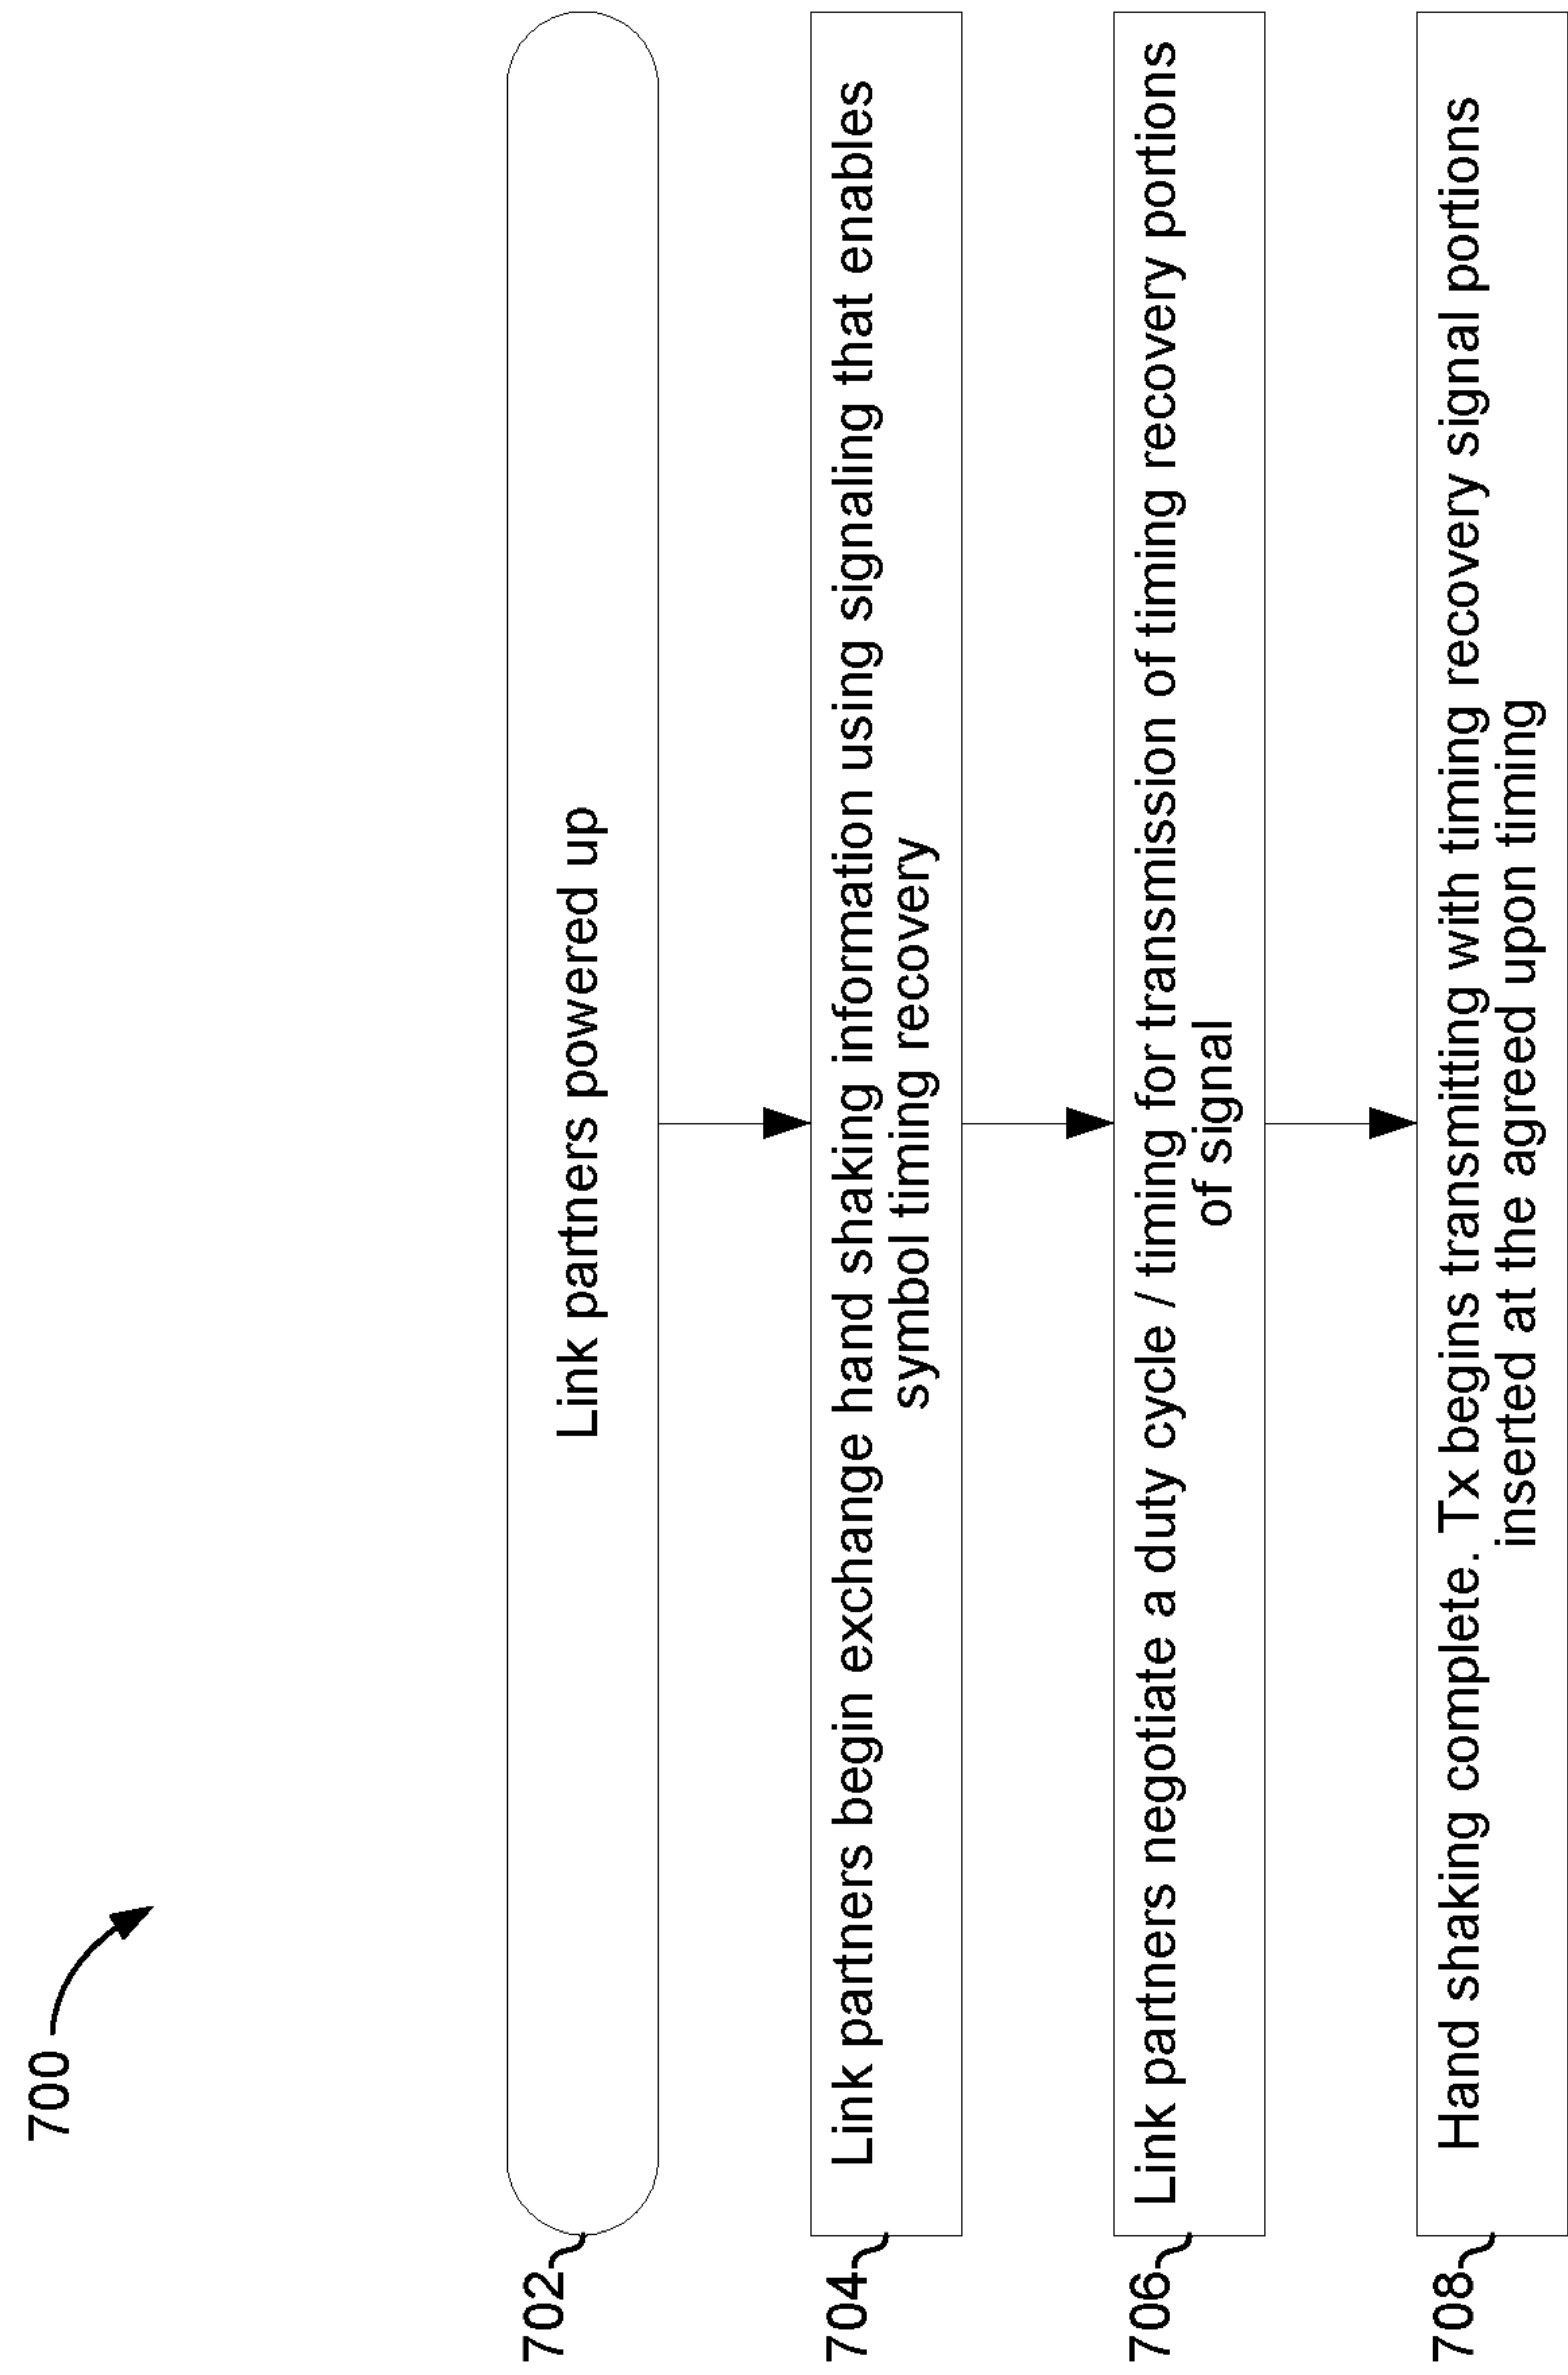 700
702
Link partners powered up
704
Link partners begin exchange hand shaking information using signaling that enables
symbol timing recovery
706
Link partners negotiate a duty cycle / timing for transmission of timing recovery portions
of signal
708
Hand shaking complete. Tx begins transmitting with timing recovery signal portions
inserted at the agreed upon timing